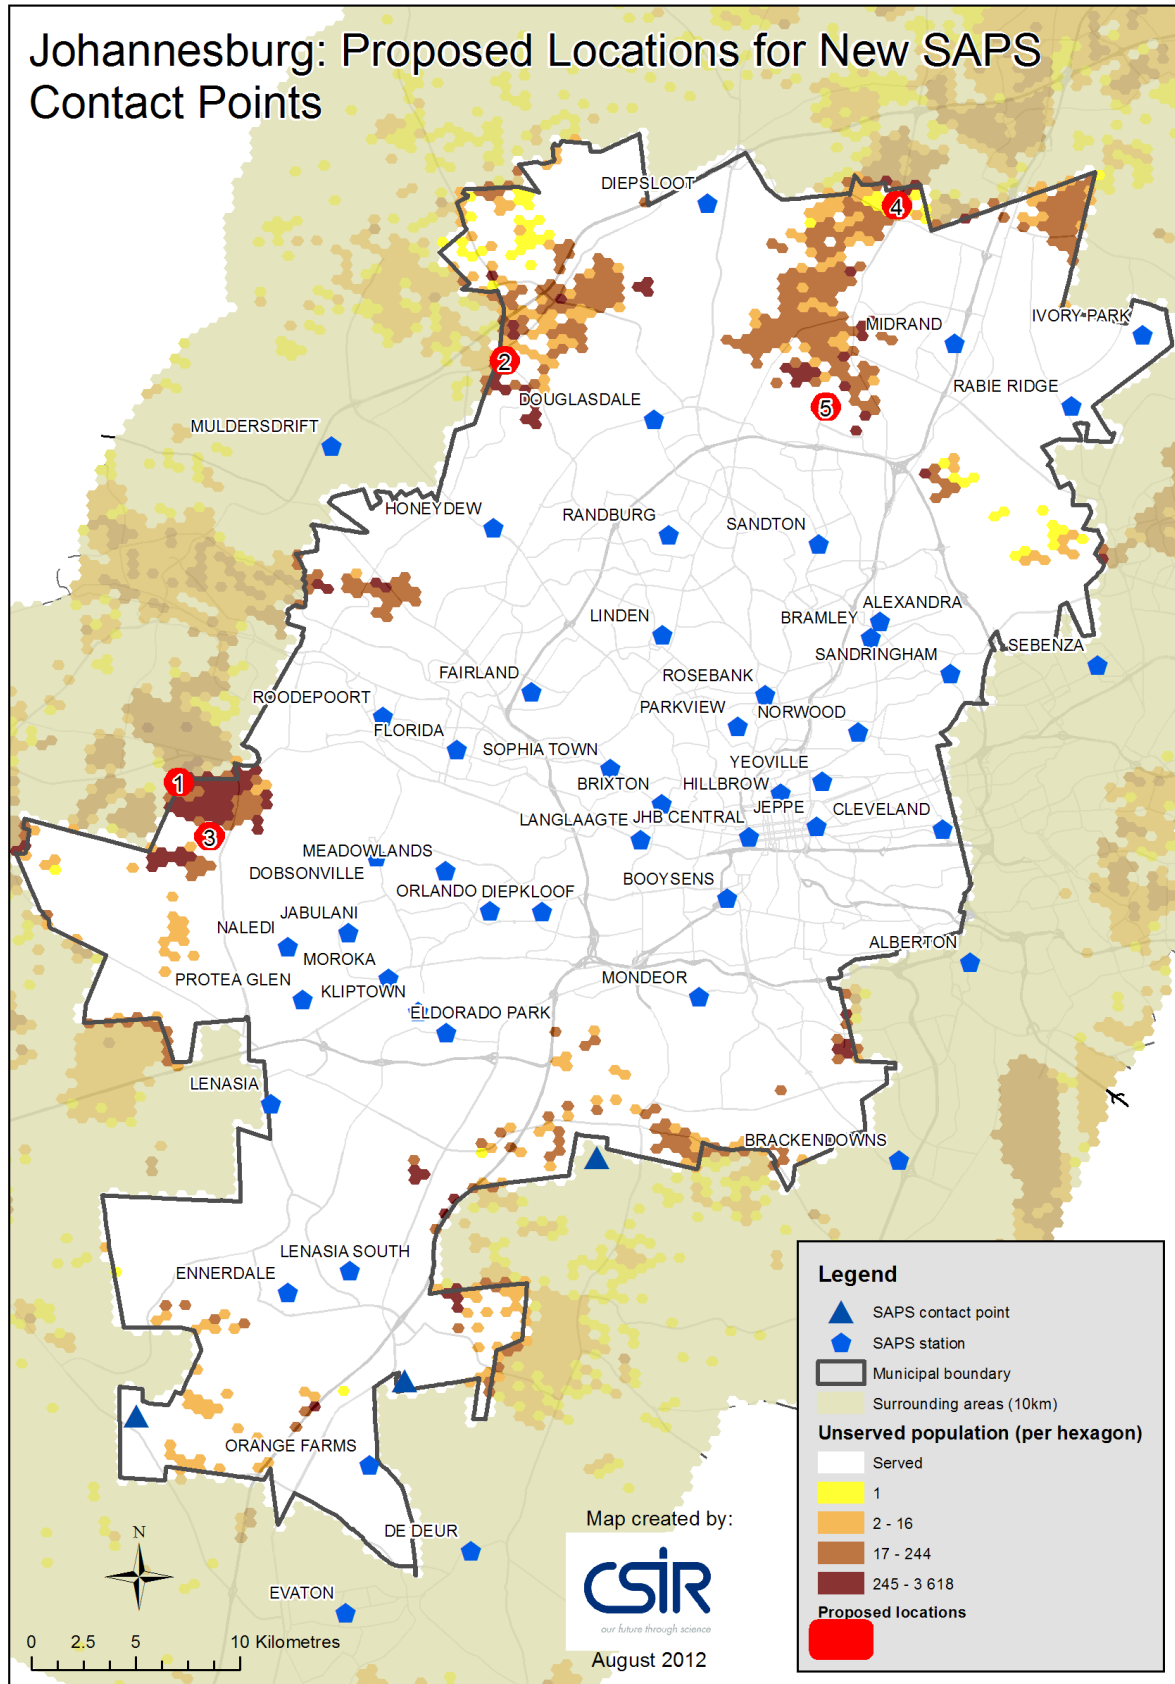 Johannesburg: Proposed Locations for New SAPS
Contact Points
DIEPSLOOT
4
IVORY PARK
MIDRAND
2
RABIE RIDGE
DOUGLASDALE
5
MULDERSDRIFT
HONEYDEW
RANDBURG
SANDTON
ALEXANDRA
LINDEN
BRAMLEY
SEBENZA
SANDRINGHAM
FAIRLAND
ROSEBANK
ROODEPOORT
PARKVIEW
NORWOOD
FLORIDA
SOPHIA TOWN
YEOVILLE
1
BRIXTON
HILLBROW
JEPPE
CLEVELAND
LANGLAAGTE
JHB CENTRAL
3
MEADOWLANDS
DOBSONVILLE
BOOYSENS
ORLANDO
DIEPKLOOF
JABULANI
NALEDI
ALBERTON
MOROKA
PROTEA GLEN
MONDEOR
KLIPTOWN
ELDORADO PARK
LENASIA
BRACKENDOWNS
LENASIA SOUTH
ENNERDALE
ORANGE FARMS
DE DEUR
EVATON
Legend
SAPS contact point
SAPS station
Municipal boundary
Surrounding areas (10km)
Unserved population (per hexagon)
Served
1
2 - 16
17 - 244
245 - 3 618
Proposed locations
N
0 2.5 5 10 Kilometres
Map created by:
CSIR
our future through science
August 2012